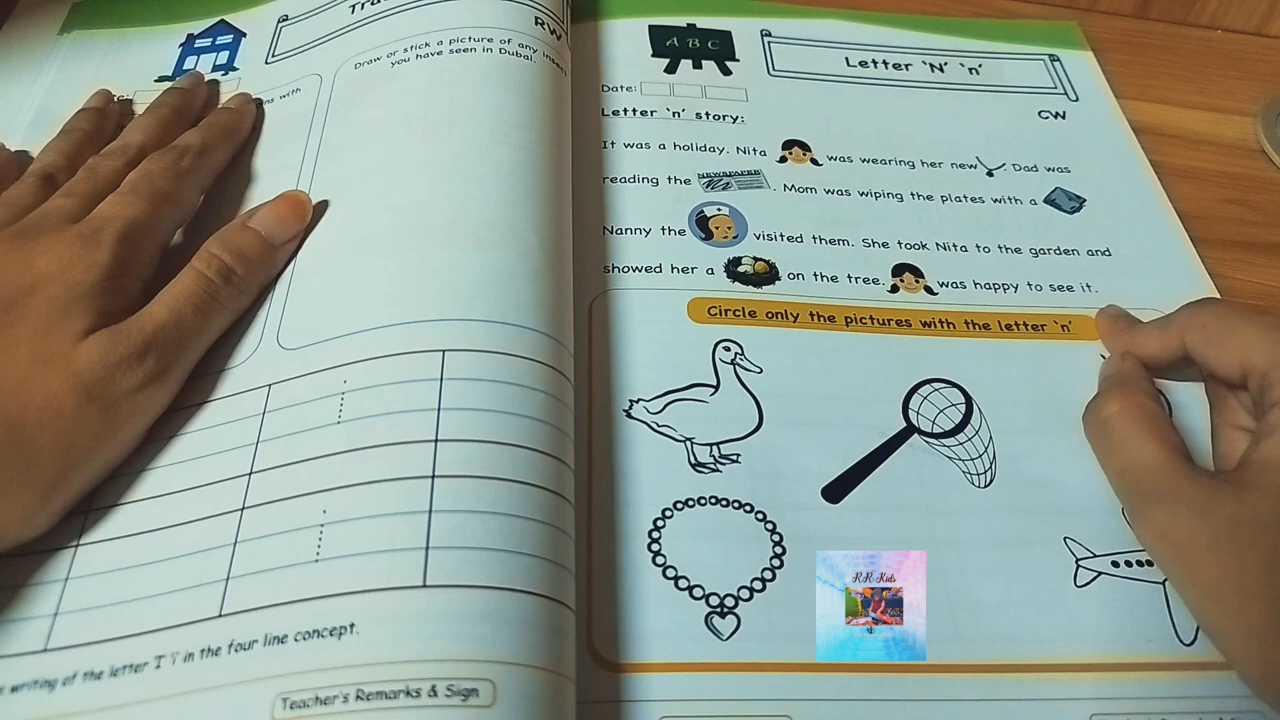 RW
Draw or stick a picture of any insect
you have seen in Dubai.
with
writing of the letter 'I' 'i' in the four line concept.
Teacher's Remarks & Sign
A B C
Letter 'N' 'n'
Date:
CW
Letter 'n' story:
It was a holiday. Nita was wearing her new . Dad was
reading the NEWSPAPER . Mom was wiping the plates with a
Nanny the visited them. She took Nita to the garden and
showed her a on the tree. was happy to see it.
Circle only the pictures with the letter 'n'
RR Kids